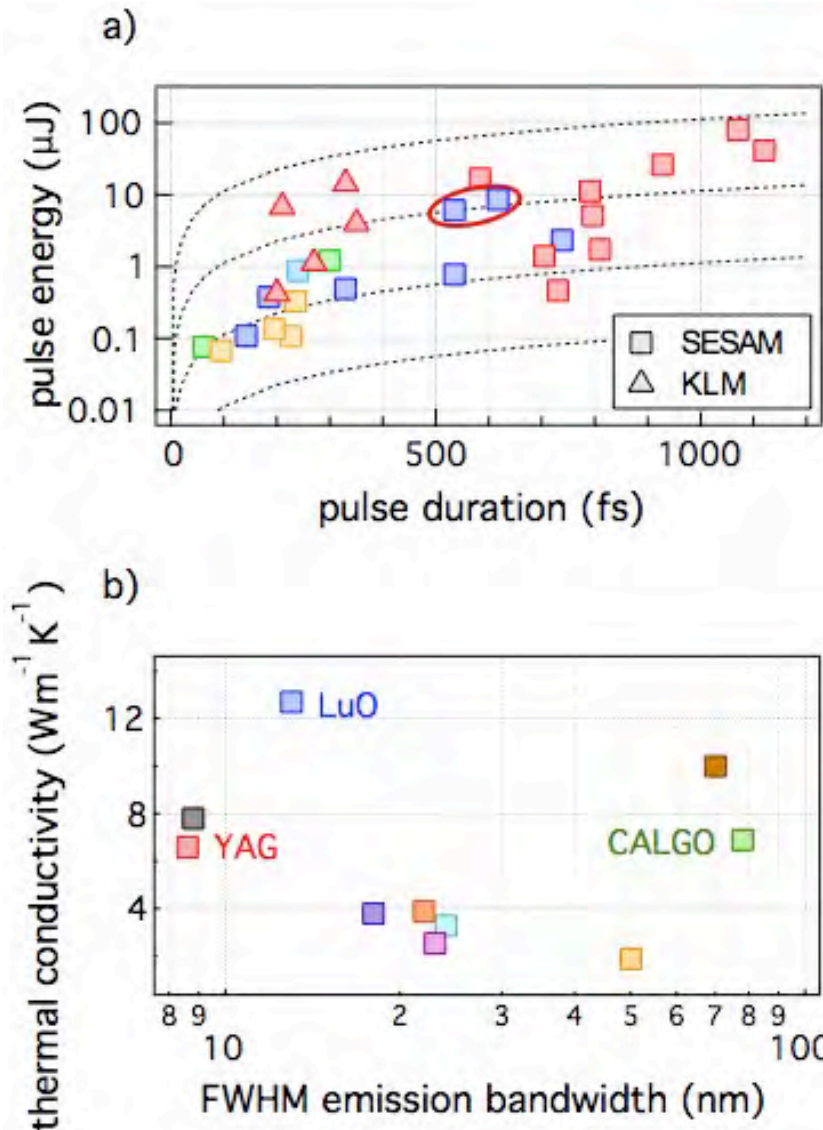 a)
pulse energy (μJ)
100
10
1
0.1
0.01
SESAM
KLM
0 500 1000
pulse duration (fs)
b)
thermal conductivity (Wm⁻¹ K⁻¹)
12
8
4
LuO
YAG
CALGO
8 9 2 3 4 5 6 7 8 9
10 100
FWHM emission bandwidth (nm)